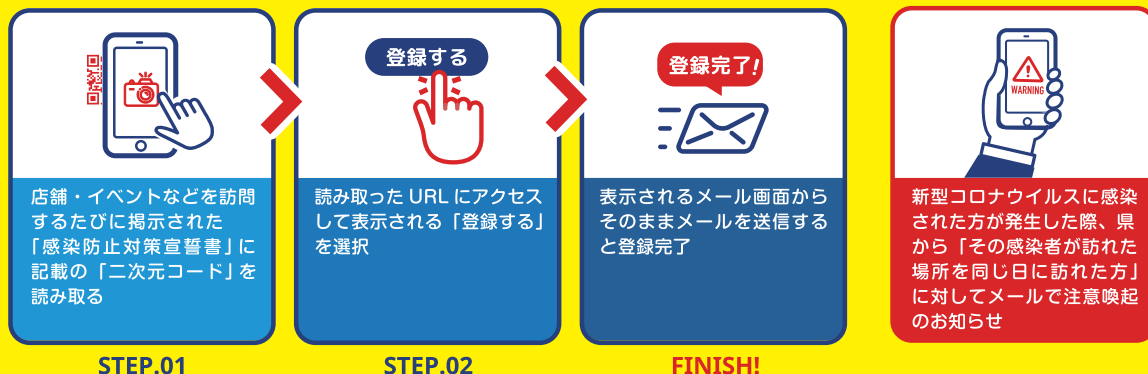 店舗・イベントなどを訪問
するたびに掲示された
「感染防止対策宣誓書」に
記載の「二次元コード」を
読み取る
STEP.01
登録する
読み取った URL にアクセス
して表示される「登録する」
を選択
STEP.02
登録完了!
表示されるメール画面から
そのままメールを送信する
と登録完了
FINISH!
WARNING
新型コロナウイルスに感染
された方が発生した際、県
から「その感染者が訪れた
場所を同じ日に訪れた方」
に対してメールで注意喚起
のお知らせ